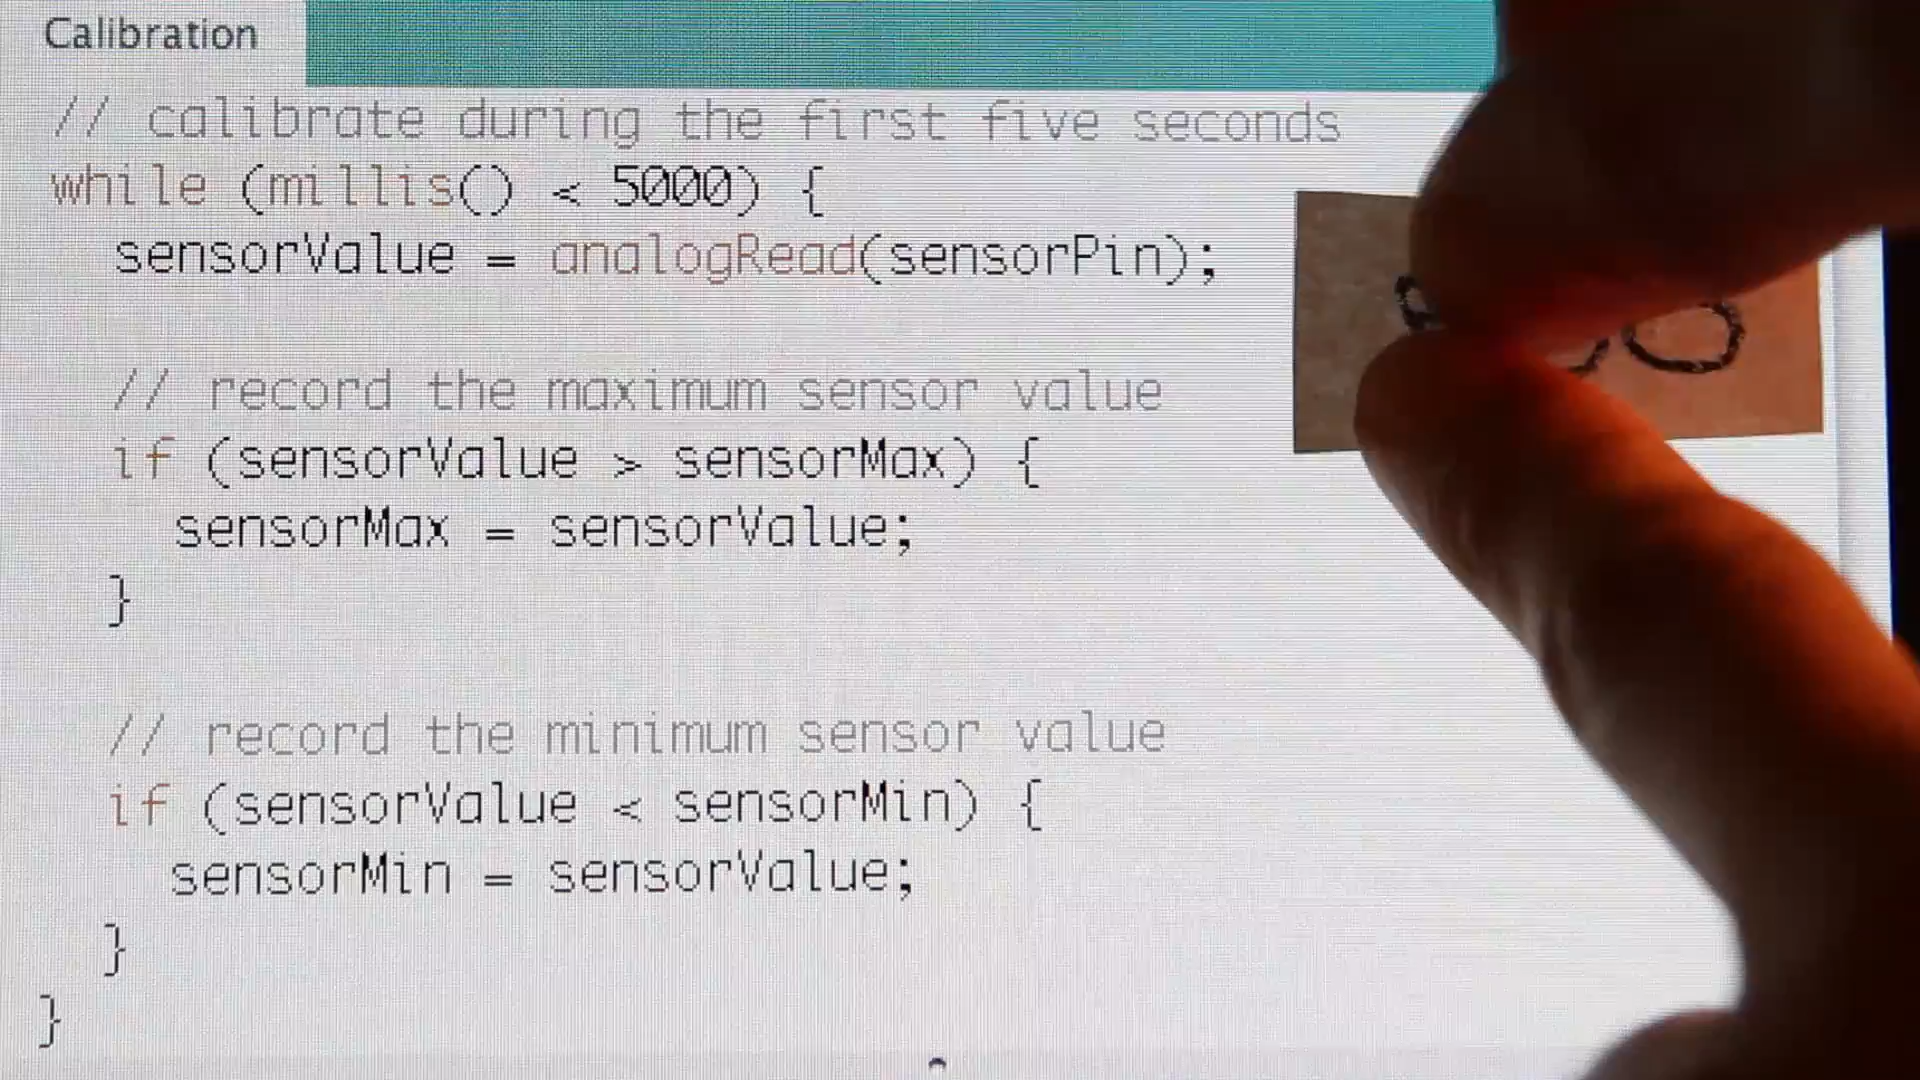 Calibration
// calibrate during the first five seconds
while (millis() < 5000) {
sensorValue = analogRead(sensorPin);
// record the maximum sensor value
if (sensorValue > sensorMax) {
sensorMax = sensorValue;
}
// record the minimum sensor value
if (sensorValue < sensorMin) {
sensorMin = sensorValue;
}
}